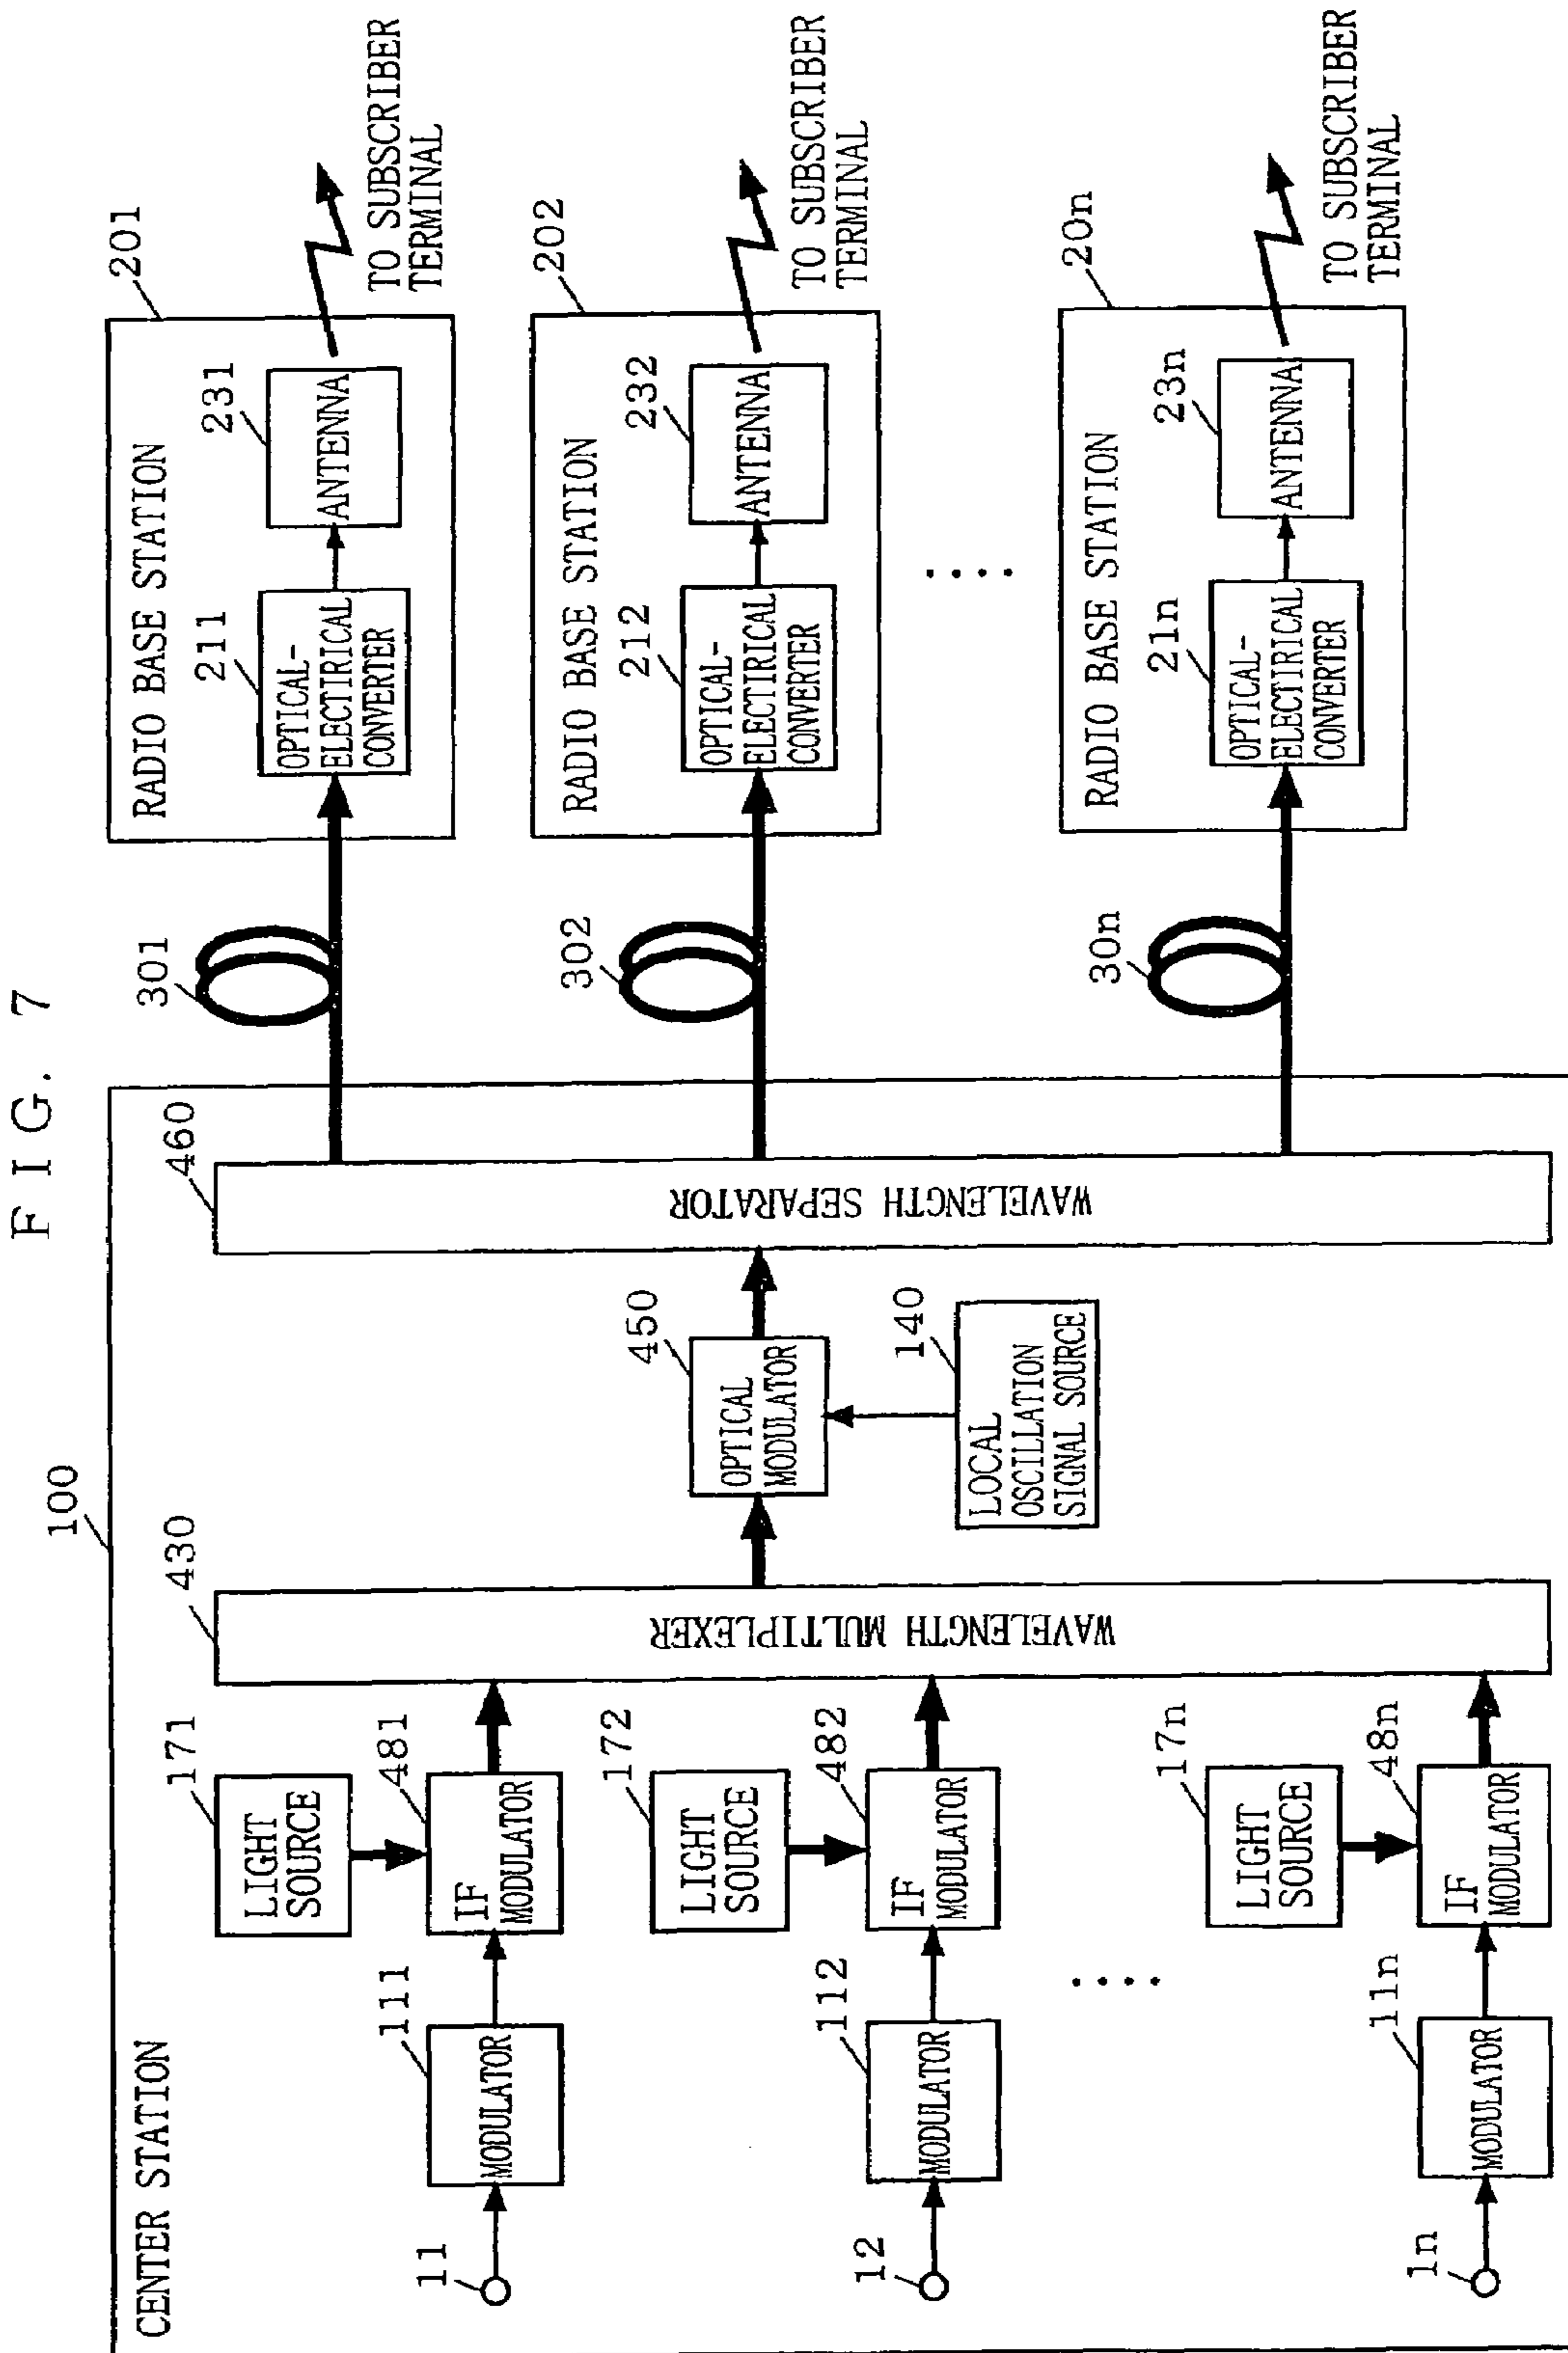 FIG. 7
CENTER STATION
100
11
111
MODULATOR
171
LIGHT
SOURCE
481
IF
MODULATOR
12
112
MODULATOR
172
LIGHT
SOURCE
482
IF
MODULATOR
....
1n
11n
MODULATOR
17n
LIGHT
SOURCE
48n
IF
MODULATOR
430
WAVELENGTH MULTIPLEXER
450
OPTICAL
MODULATOR
140
LOCAL
OSCILLATION
SIGNAL SOURCE
460
WAVELENGTH SEPARATOR
301
201
RADIO BASE STATION
211
OPTICAL-
ELECTIRICAL
CONVERTER
231
ANTENNA
TO SUBSCRIBER
TERMINAL
302
202
RADIO BASE STATION
212
OPTICAL-
ELECTIRICAL
CONVERTER
232
ANTENNA
TO SUBSCRIBER
TERMINAL
....
30n
20n
RADIO BASE STATION
21n
OPTICAL-
ELECTIRICAL
CONVERTER
23n
ANTENNA
TO SUBSCRIBER
TERMINAL